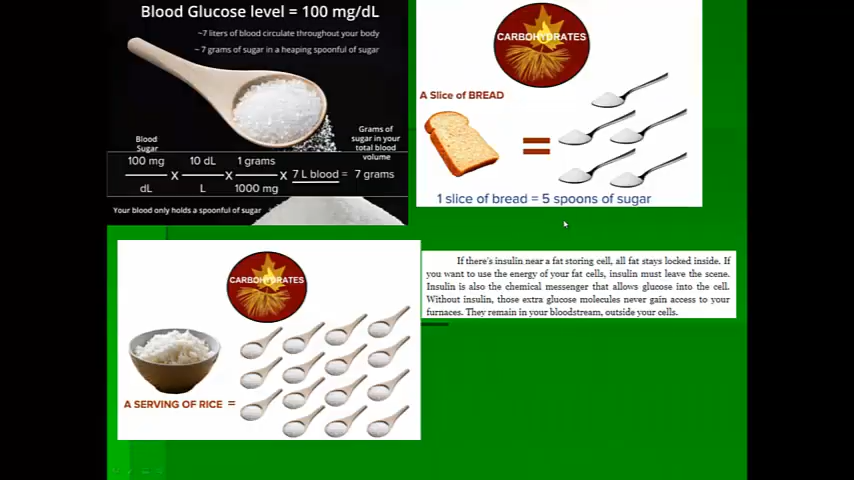 Blood Glucose level = 100 mg/dL
~7 liters of blood circulate throughout your body
~ 7 grams of sugar in a heaping spoonful of sugar
Blood
Sugar
Grams of
sugar in your
total blood
volume
100 mg
dL
x
10 dL
L
x
1 grams
1000 mg
x
7 L blood = 7 grams
Your blood only holds a spoonful of sugar
CARBOHYDRATES
A Slice of BREAD
=
1 slice of bread = 5 spoons of sugar
CARBOHYDRATES
A SERVING OF RICE =
If there's insulin near a fat storing cell, all fat stays locked inside. If
you want to use the energy of your fat cells, insulin must leave the scene.
Insulin is also the chemical messenger that allows glucose into the cell.
Without insulin, those extra glucose molecules never gain access to your
furnaces. They remain in your bloodstream, outside your cells.